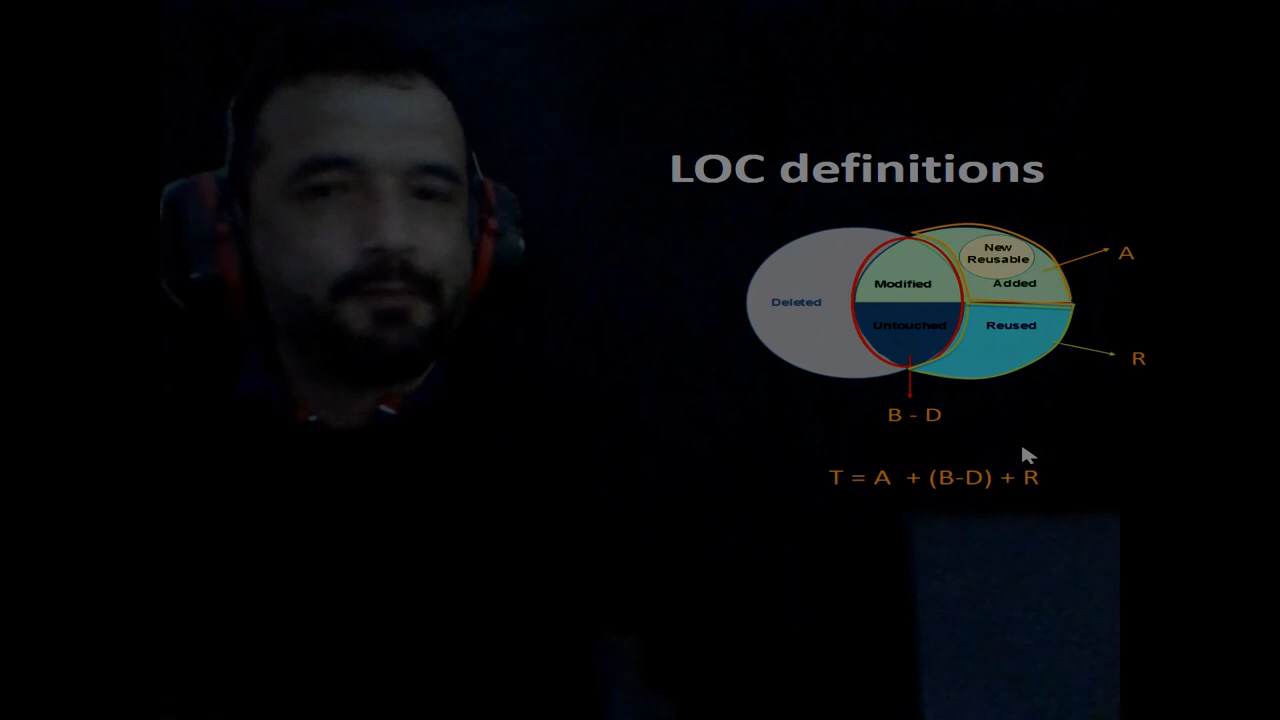 LOC definitions
New
Reusable
A
Modified
Added
Deleted
Untouched
Reused
R
B - D
T = A + (B-D) + R